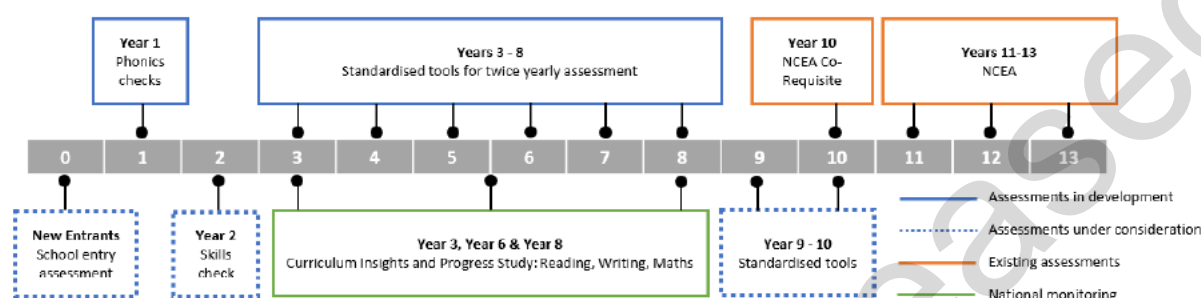 Year 1
Phonics
checks
Years 3 - 8
Standardised tools for twice yearly assessment
Year 10
NCEA Co-
Requisite
Years 11-13
NCEA
0 1 2 3 4 5 6 7 8 9 10 11 12 13
New Entrants
School entry
assessment
Year 2
Skills
check
Year 3, Year 6 & Year 8
Curriculum Insights and Progress Study: Reading, Writing, Maths
Year 9 - 10
Standardised tools
Assessments in development
Assessments under consideration
Existing assessments
National monitoring